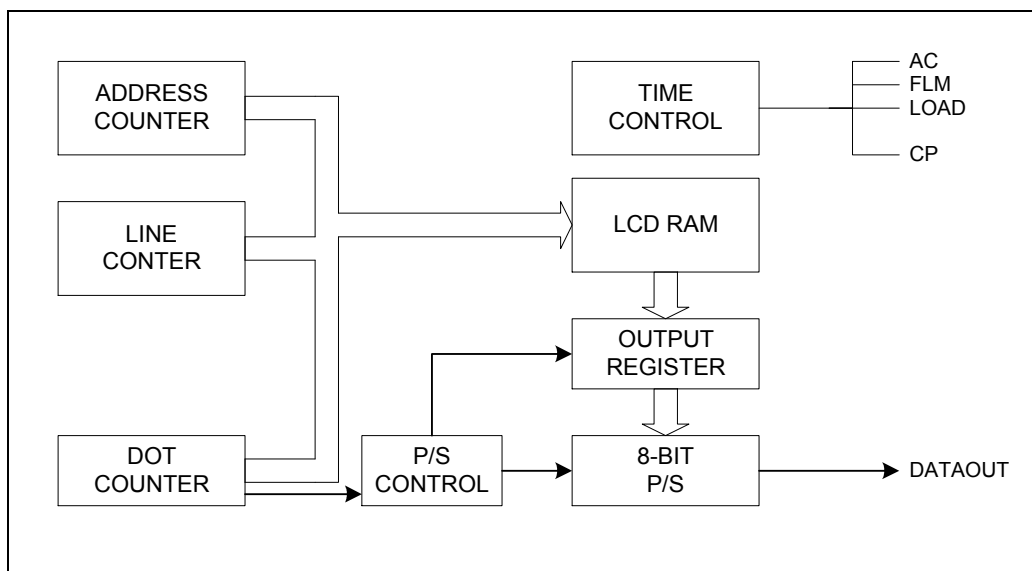 ADDRESS
COUNTER
TIME
CONTROL
AC
FLM
LOAD
CP
LINE
CONTER
LCD RAM
OUTPUT
REGISTER
DOT
COUNTER
P/S
CONTROL
8-BIT
P/S
DATAOUT